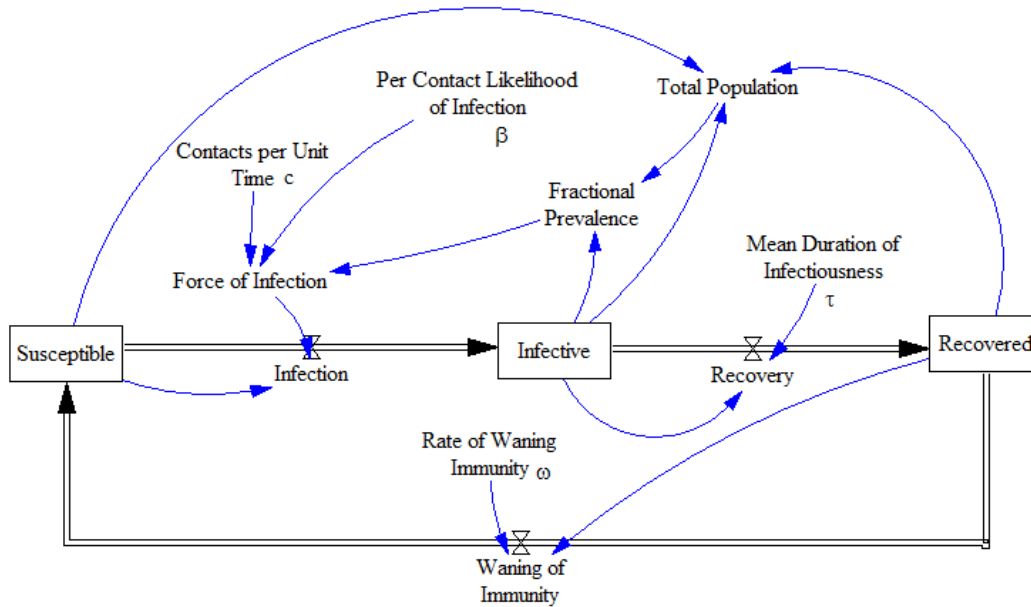 Per Contact Likelihood
of Infection
β
Total Population
Contacts per Unit
Time c
Fractional
Prevalence
Mean Duration of
Infectiousness
τ
Force of Infection
Susceptible
Infection
Infective
Recovery
Recovered
Rate of Waning
Immunity ω
Waning of
Immunity